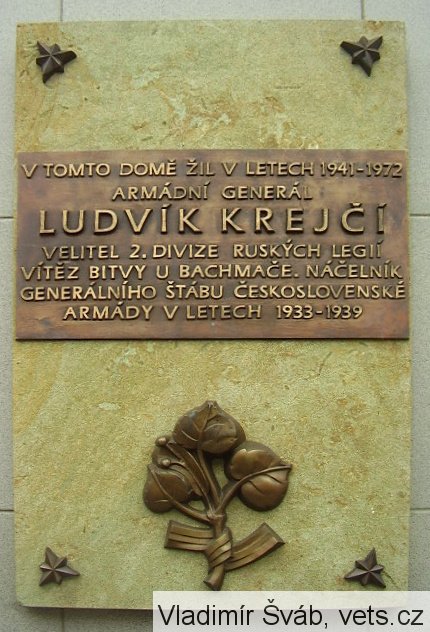 V TOMTO DOMĚ ŽIL V LETECH 1941-1972
ARMÁDNÍ GENERÁL
LUDVÍK KREJČÍ
VELITEL 2. DIVIZE RUSKÝCH LEGIÍ
VÍTĚZ BITVY U BACHMAČE. NÁČELNÍK
GENERÁLNÍHO ŠTÁBU ČESKOSLOVENSKÉ
ARMÁDY V LETECH 1933-1939
Vladimír Šváb, vets.cz